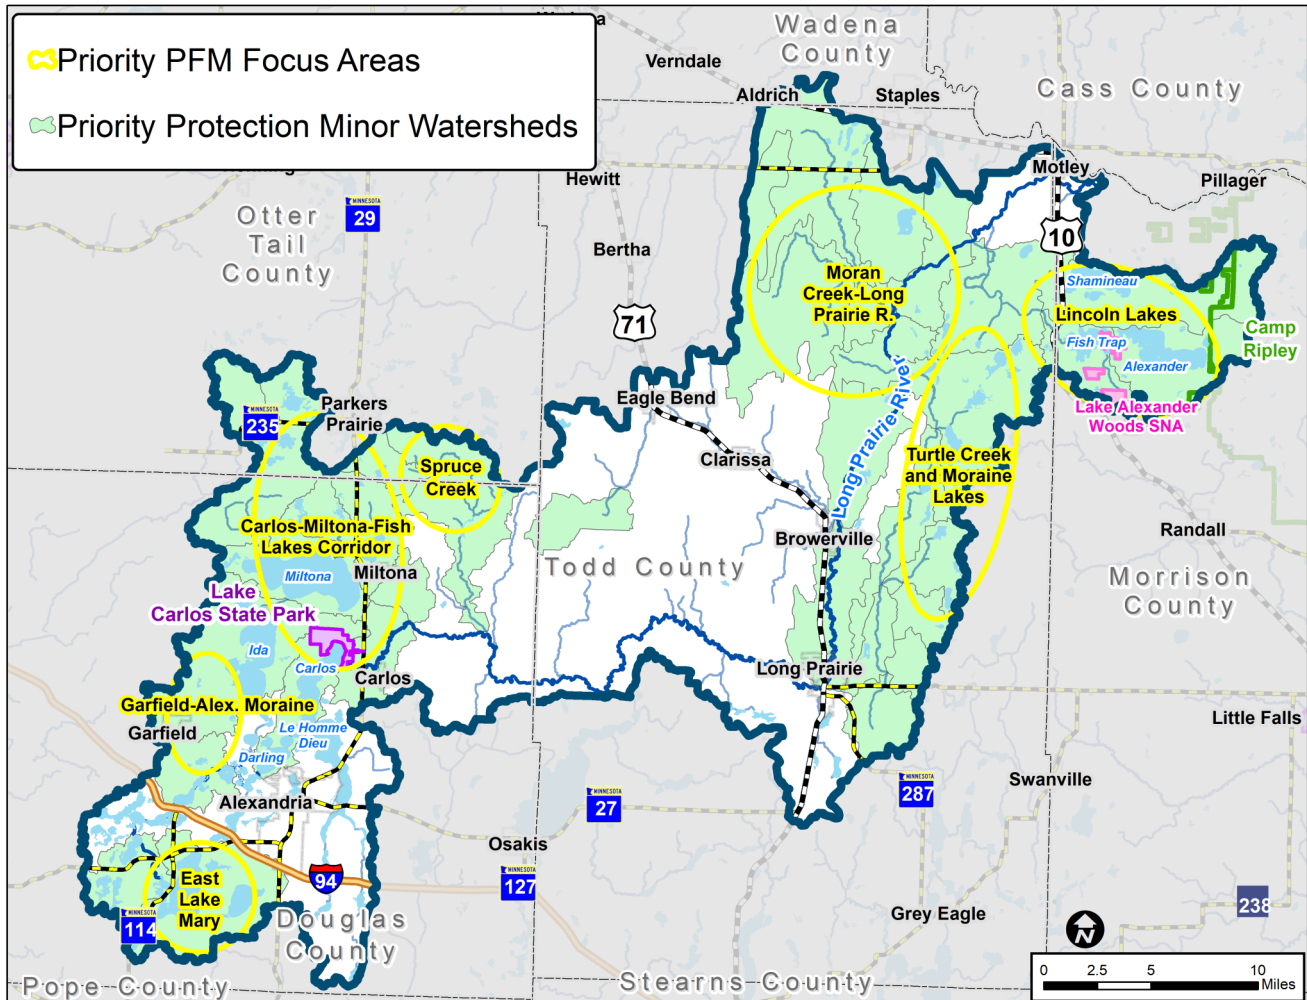 Priority PFM Focus Areas
Priority Protection Minor Watersheds
Wadena
County
Verndale
Aldrich
Staples
Cass County
Hewitt
Motley
Pillager
MINNESOTA
29
Otter
Tail
County
Bertha
10
71
Moran
Creek-Long
Prairie R.
Shamineau
Lincoln Lakes
Fish Trap
Alexander
Camp
Ripley
Lake Alexander
Woods SNA
Eagle Bend
Parkers
Prairie
MINNESOTA
235
Long Prairie River
Clarissa
Spruce
Creek
Turtle Creek
and Moraine
Lakes
Carlos-Miltona-Fish
Lakes Corridor
Browerville
Randall
Miltona
Miltona
Todd County
Morrison
County
Lake
Carlos State Park
Ida
Carlos
Carlos
Long Prairie
Garfield-Alex. Moraine
Garfield
Le Homme
Dieu
Darling
Little Falls
Alexandria
MINNESOTA
27
MINNESOTA
287
Swanville
Osakis
94
MINNESOTA
127
East
Lake
Mary
MINNESOTA
114
Douglas
County
Grey Eagle
238
N
Pope County
Stearns County
0 2.5 5 10
Miles